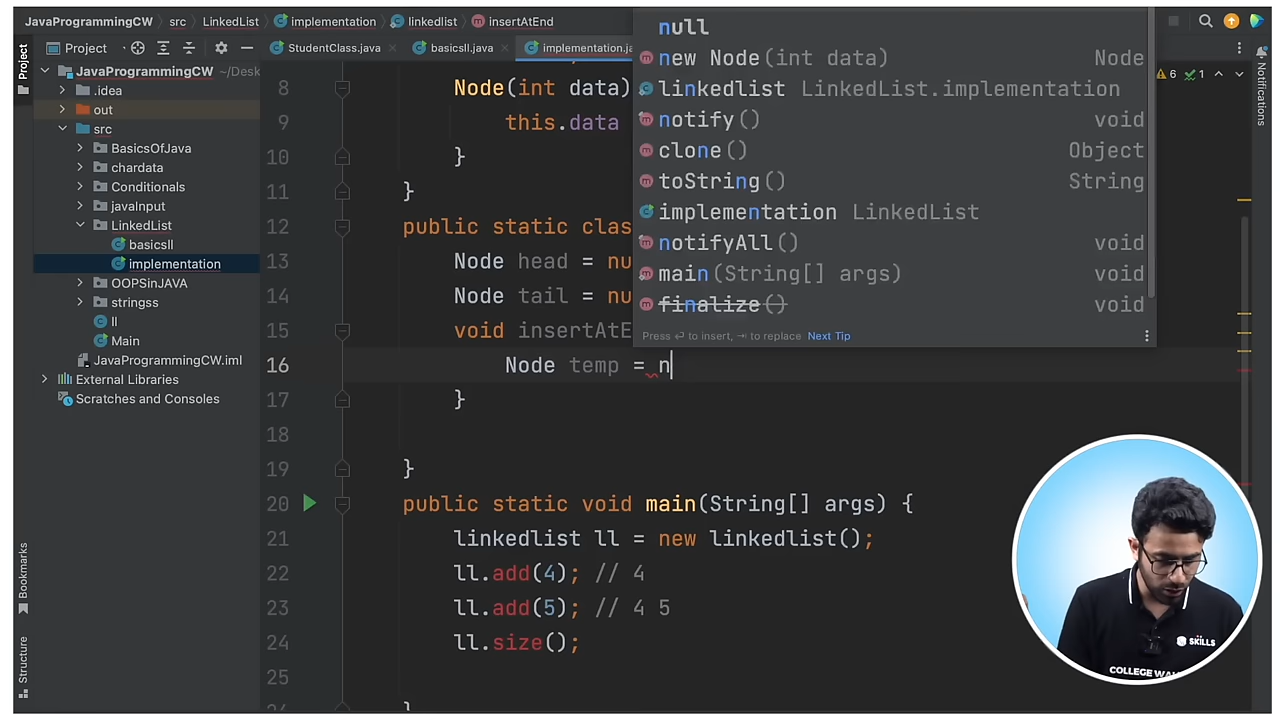 JavaProgrammingCW src LinkedList implementation linkedlist insertAtEnd
Project
StudentClass.java basicsll.java implementation.ja
6 1
Project
Notifications
JavaProgrammingCW ~/Desk
.idea
out
src
BasicsOfJava
chardata
Conditionals
javaInput
LinkedList
basicsll
implementation
OOPSinJAVA
stringss
ll
Main
JavaProgrammingCW.iml
External Libraries
Scratches and Consoles
Bookmarks
Structure
8 Node(int data)
9 this.data
10 }
11 }
12 public static clas
13 Node head = nu
14 Node tail = nu
15 void insertAtE
16 Node temp = n
17 }
18
19 }
20 public static void main(String[] args) {
21 linkedlist ll = new linkedlist();
22 ll.add(4); // 4
23 ll.add(5); // 4 5
24 ll.size();
25
}
null
new Node(int data) Node
linkedlist LinkedList.implementation
notify() void
clone() Object
toString() String
implementation LinkedList
notifyAll() void
main(String[] args) void
finalize() void
Press ⏎ to insert, ⇥ to replace Next Tip
SKILLS
COLLEGE WA